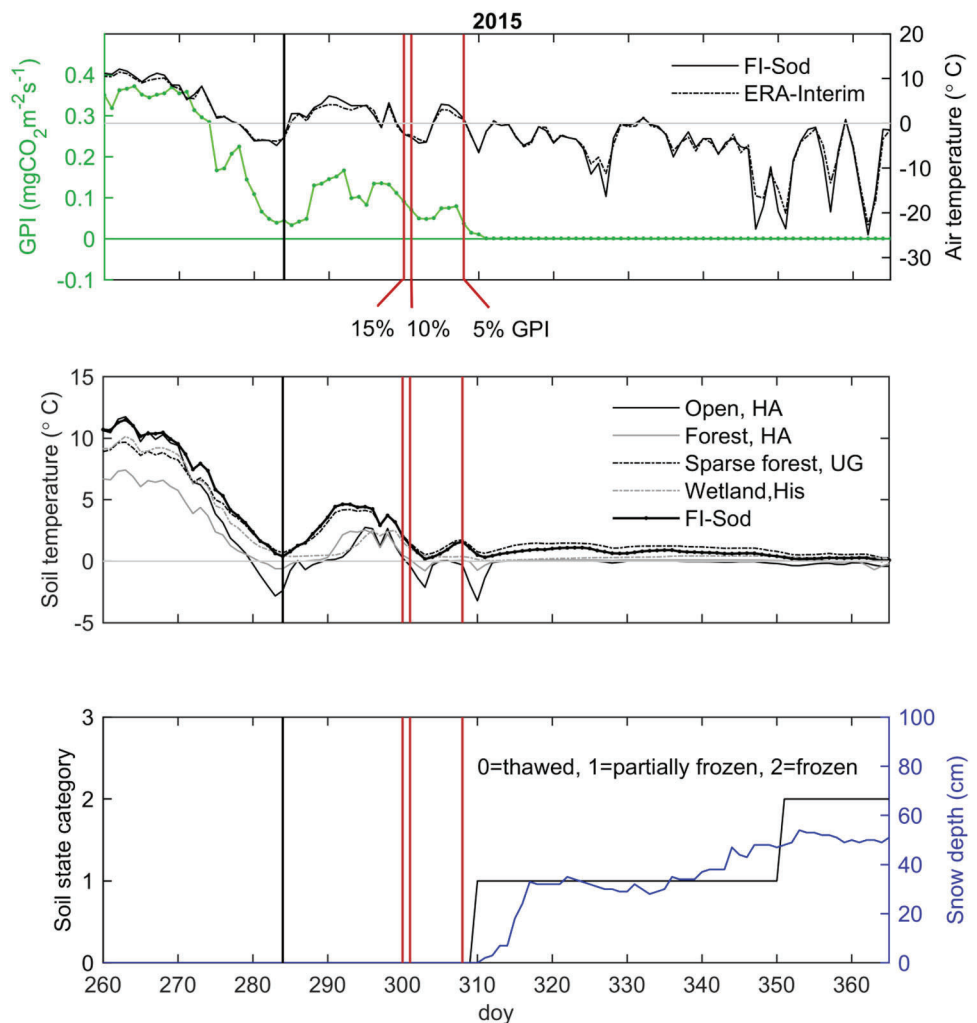 2015
GPI (mgCO2m-2s-1)
0.4
0.3
0.2
0.1
0
-0.1
FI-Sod
ERA-Interim
20
10
0
-10
-20
-30
Air temperature (° C)
15% 10% 5% GPI
Soil temperature (° C)
15
10
5
0
-5
Open, HA
Forest, HA
Sparse forest, UG
Wetland,His
FI-Sod
Soil state category
3
2
1
0
0=thawed, 1=partially frozen, 2=frozen
100
80
60
40
20
0
Snow depth (cm)
260 270 280 290 300 310 320 330 340 350 360
doy